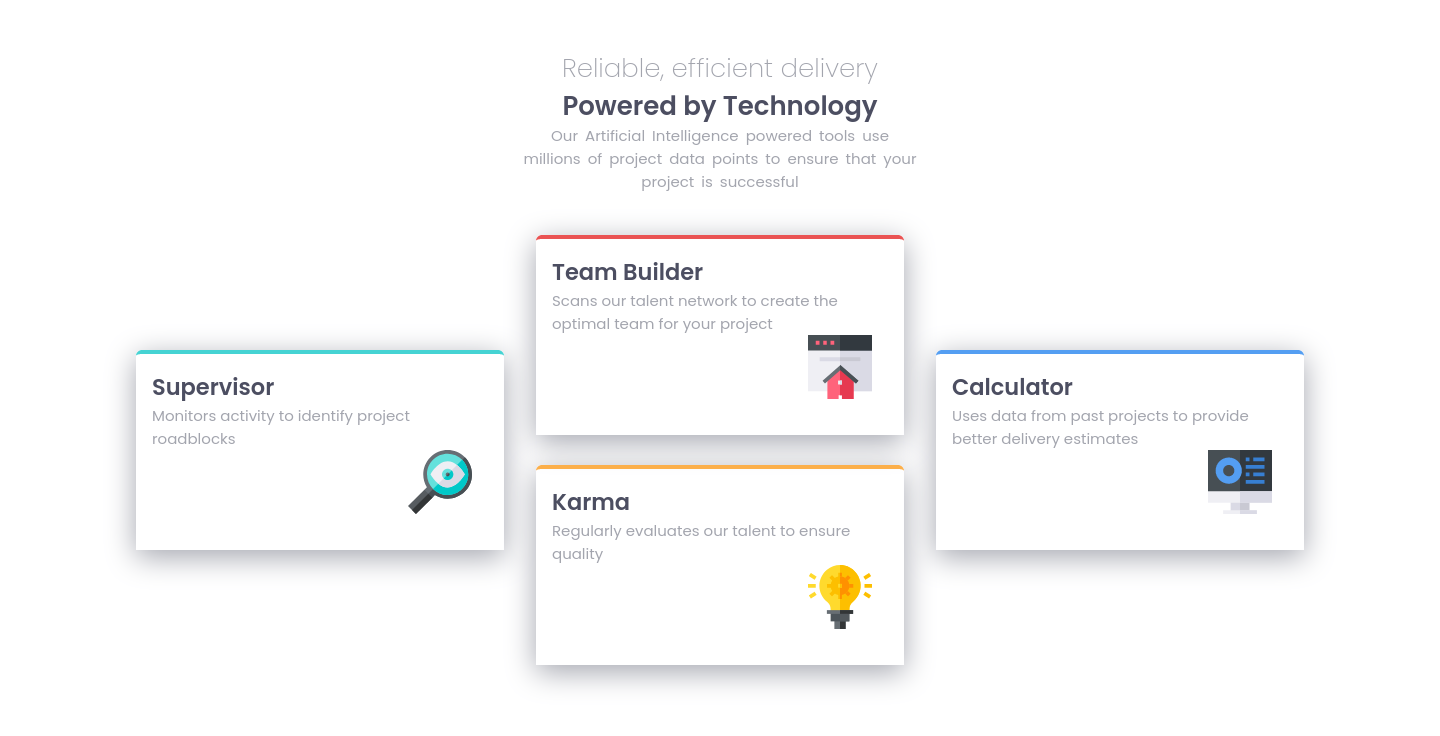 Reliable, efficient delivery
Powered by Technology
Our Artificial Intelligence powered tools use
millions of project data points to ensure that your
project is successful
Team Builder
Scans our talent network to create the
optimal team for your project
Supervisor
Monitors activity to identify project
roadblocks
Calculator
Uses data from past projects to provide
better delivery estimates
Karma
Regularly evaluates our talent to ensure
quality